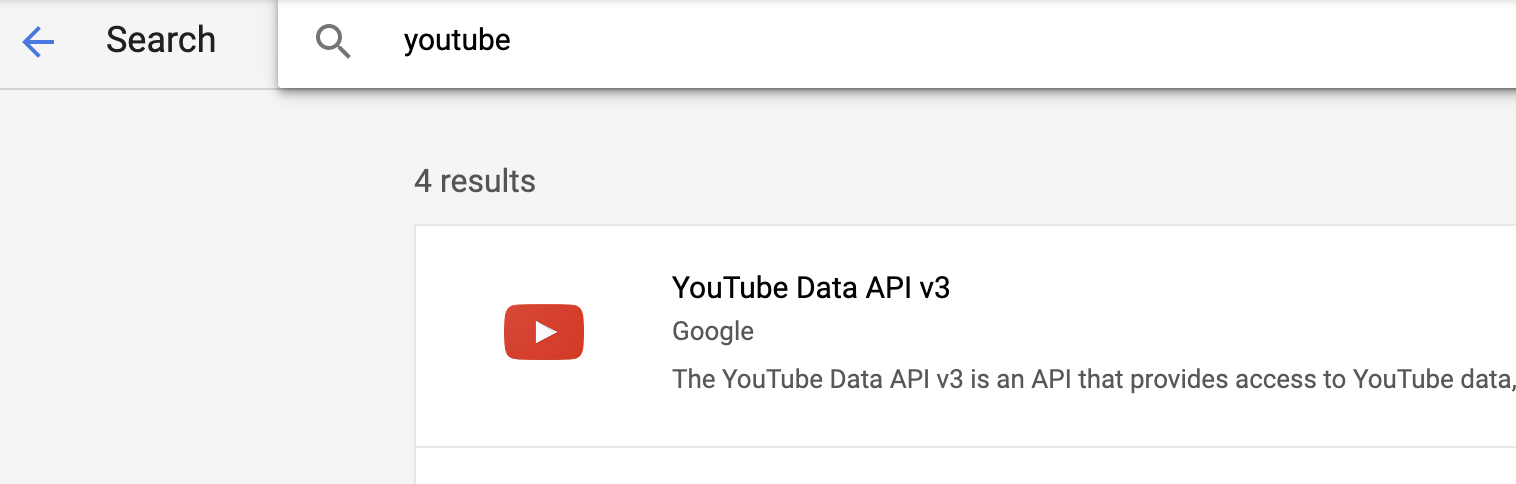 Search
youtube
4 results
YouTube Data API v3
Google
The YouTube Data API v3 is an API that provides access to YouTube data,